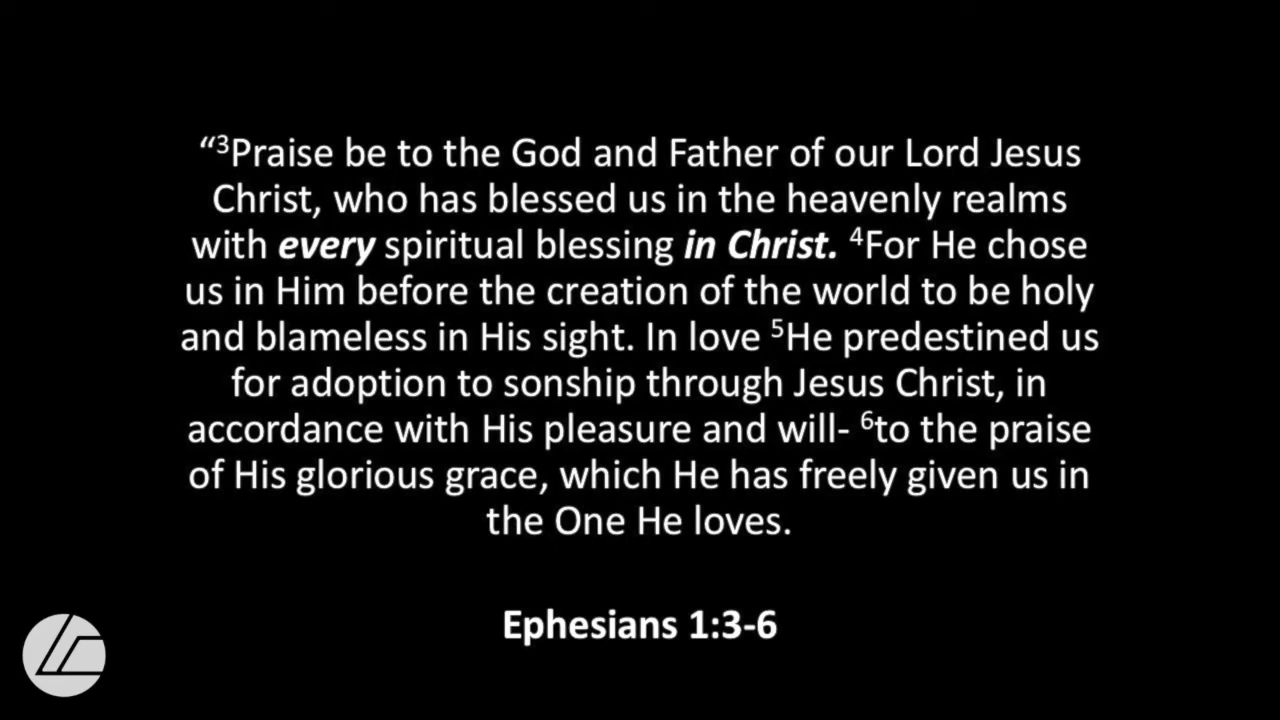 “³Praise be to the God and Father of our Lord Jesus
Christ, who has blessed us in the heavenly realms
with every spiritual blessing in Christ. ⁴For He chose
us in Him before the creation of the world to be holy
and blameless in His sight. In love ⁵He predestined us
for adoption to sonship through Jesus Christ, in
accordance with His pleasure and will- ⁶to the praise
of His glorious grace, which He has freely given us in
the One He loves.
Ephesians 1:3-6